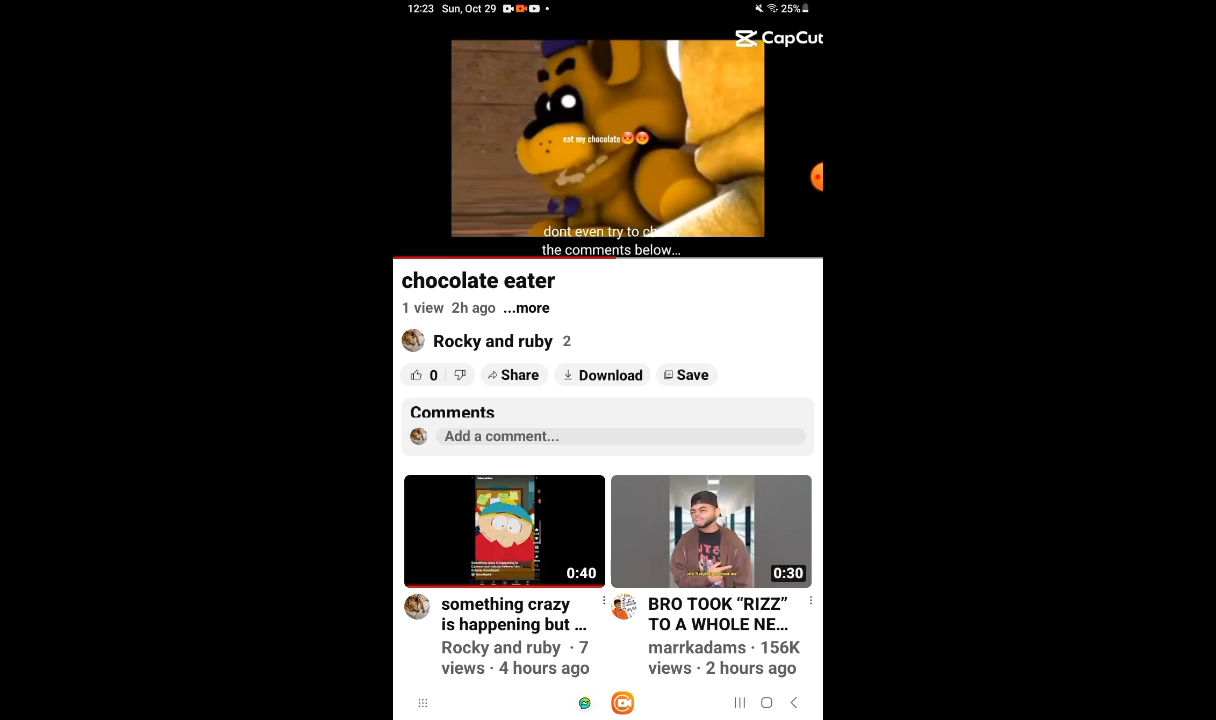 12:23 Sun, Oct 29
25%
CapCut
eat my chocolate😡😡
dont even try to ch
the comments below...
chocolate eater
1 view 2h ago ...more
Rocky and ruby 2
0 Share Download Save
Comments
Add a comment...
0:40
0:30
something crazy
is happening but ...
Rocky and ruby · 7
views · 4 hours ago
BRO TOOK “RIZZ”
TO A WHOLE NE...
marrkadams · 156K
views · 2 hours ago